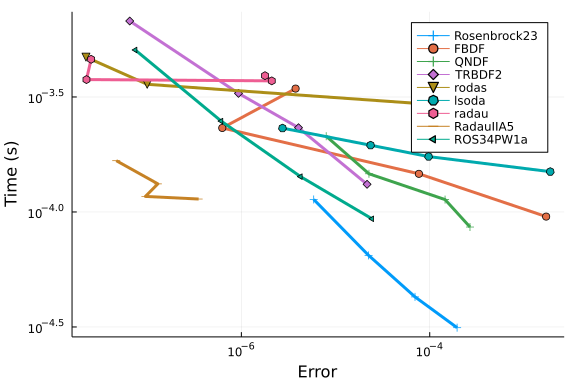 Rosenbrock23
FBDF
QNDF
TRBDF2
rodas
lsoda
radau
RadauIIA5
ROS34PW1a
10^-3.5
10^-4.0
10^-4.5
Time (s)
10^-6
10^-4
Error